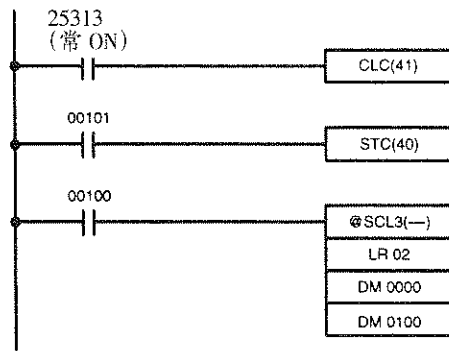 25313
(常 ON)
CLC(41)
00101
STC(40)
00100
@SCL3(—)
LR 02
DM 0000
DM 0100